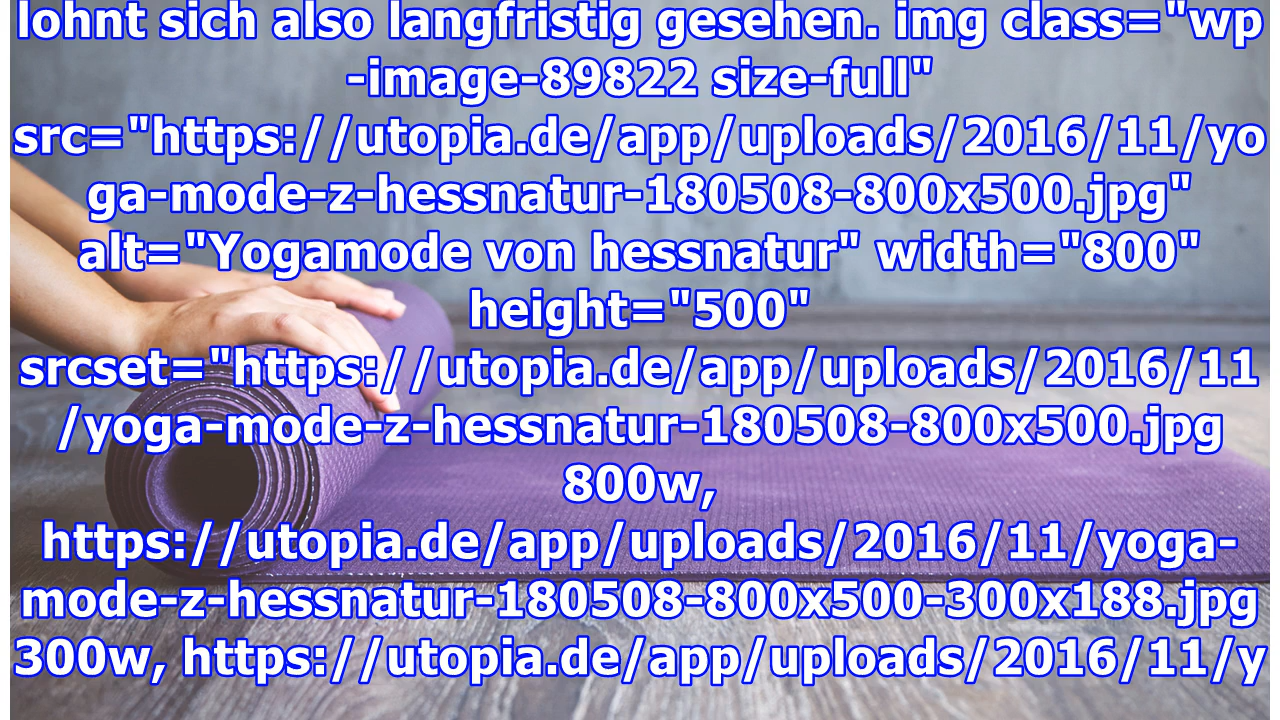 lohnt sich also langfristig gesehen. img class="wp
-image-89822 size-full"
src="https://utopia.de/app/uploads/2016/11/yo
ga-mode-z-hessnatur-180508-800x500.jpg"
alt="Yogamode von hessnatur" width="800"
height="500"
srcset="https://utopia.de/app/uploads/2016/11
/yoga-mode-z-hessnatur-180508-800x500.jpg
800w,
https://utopia.de/app/uploads/2016/11/yoga-
mode-z-hessnatur-180508-800x500-300x188.jpg
300w, https://utopia.de/app/uploads/2016/11/y